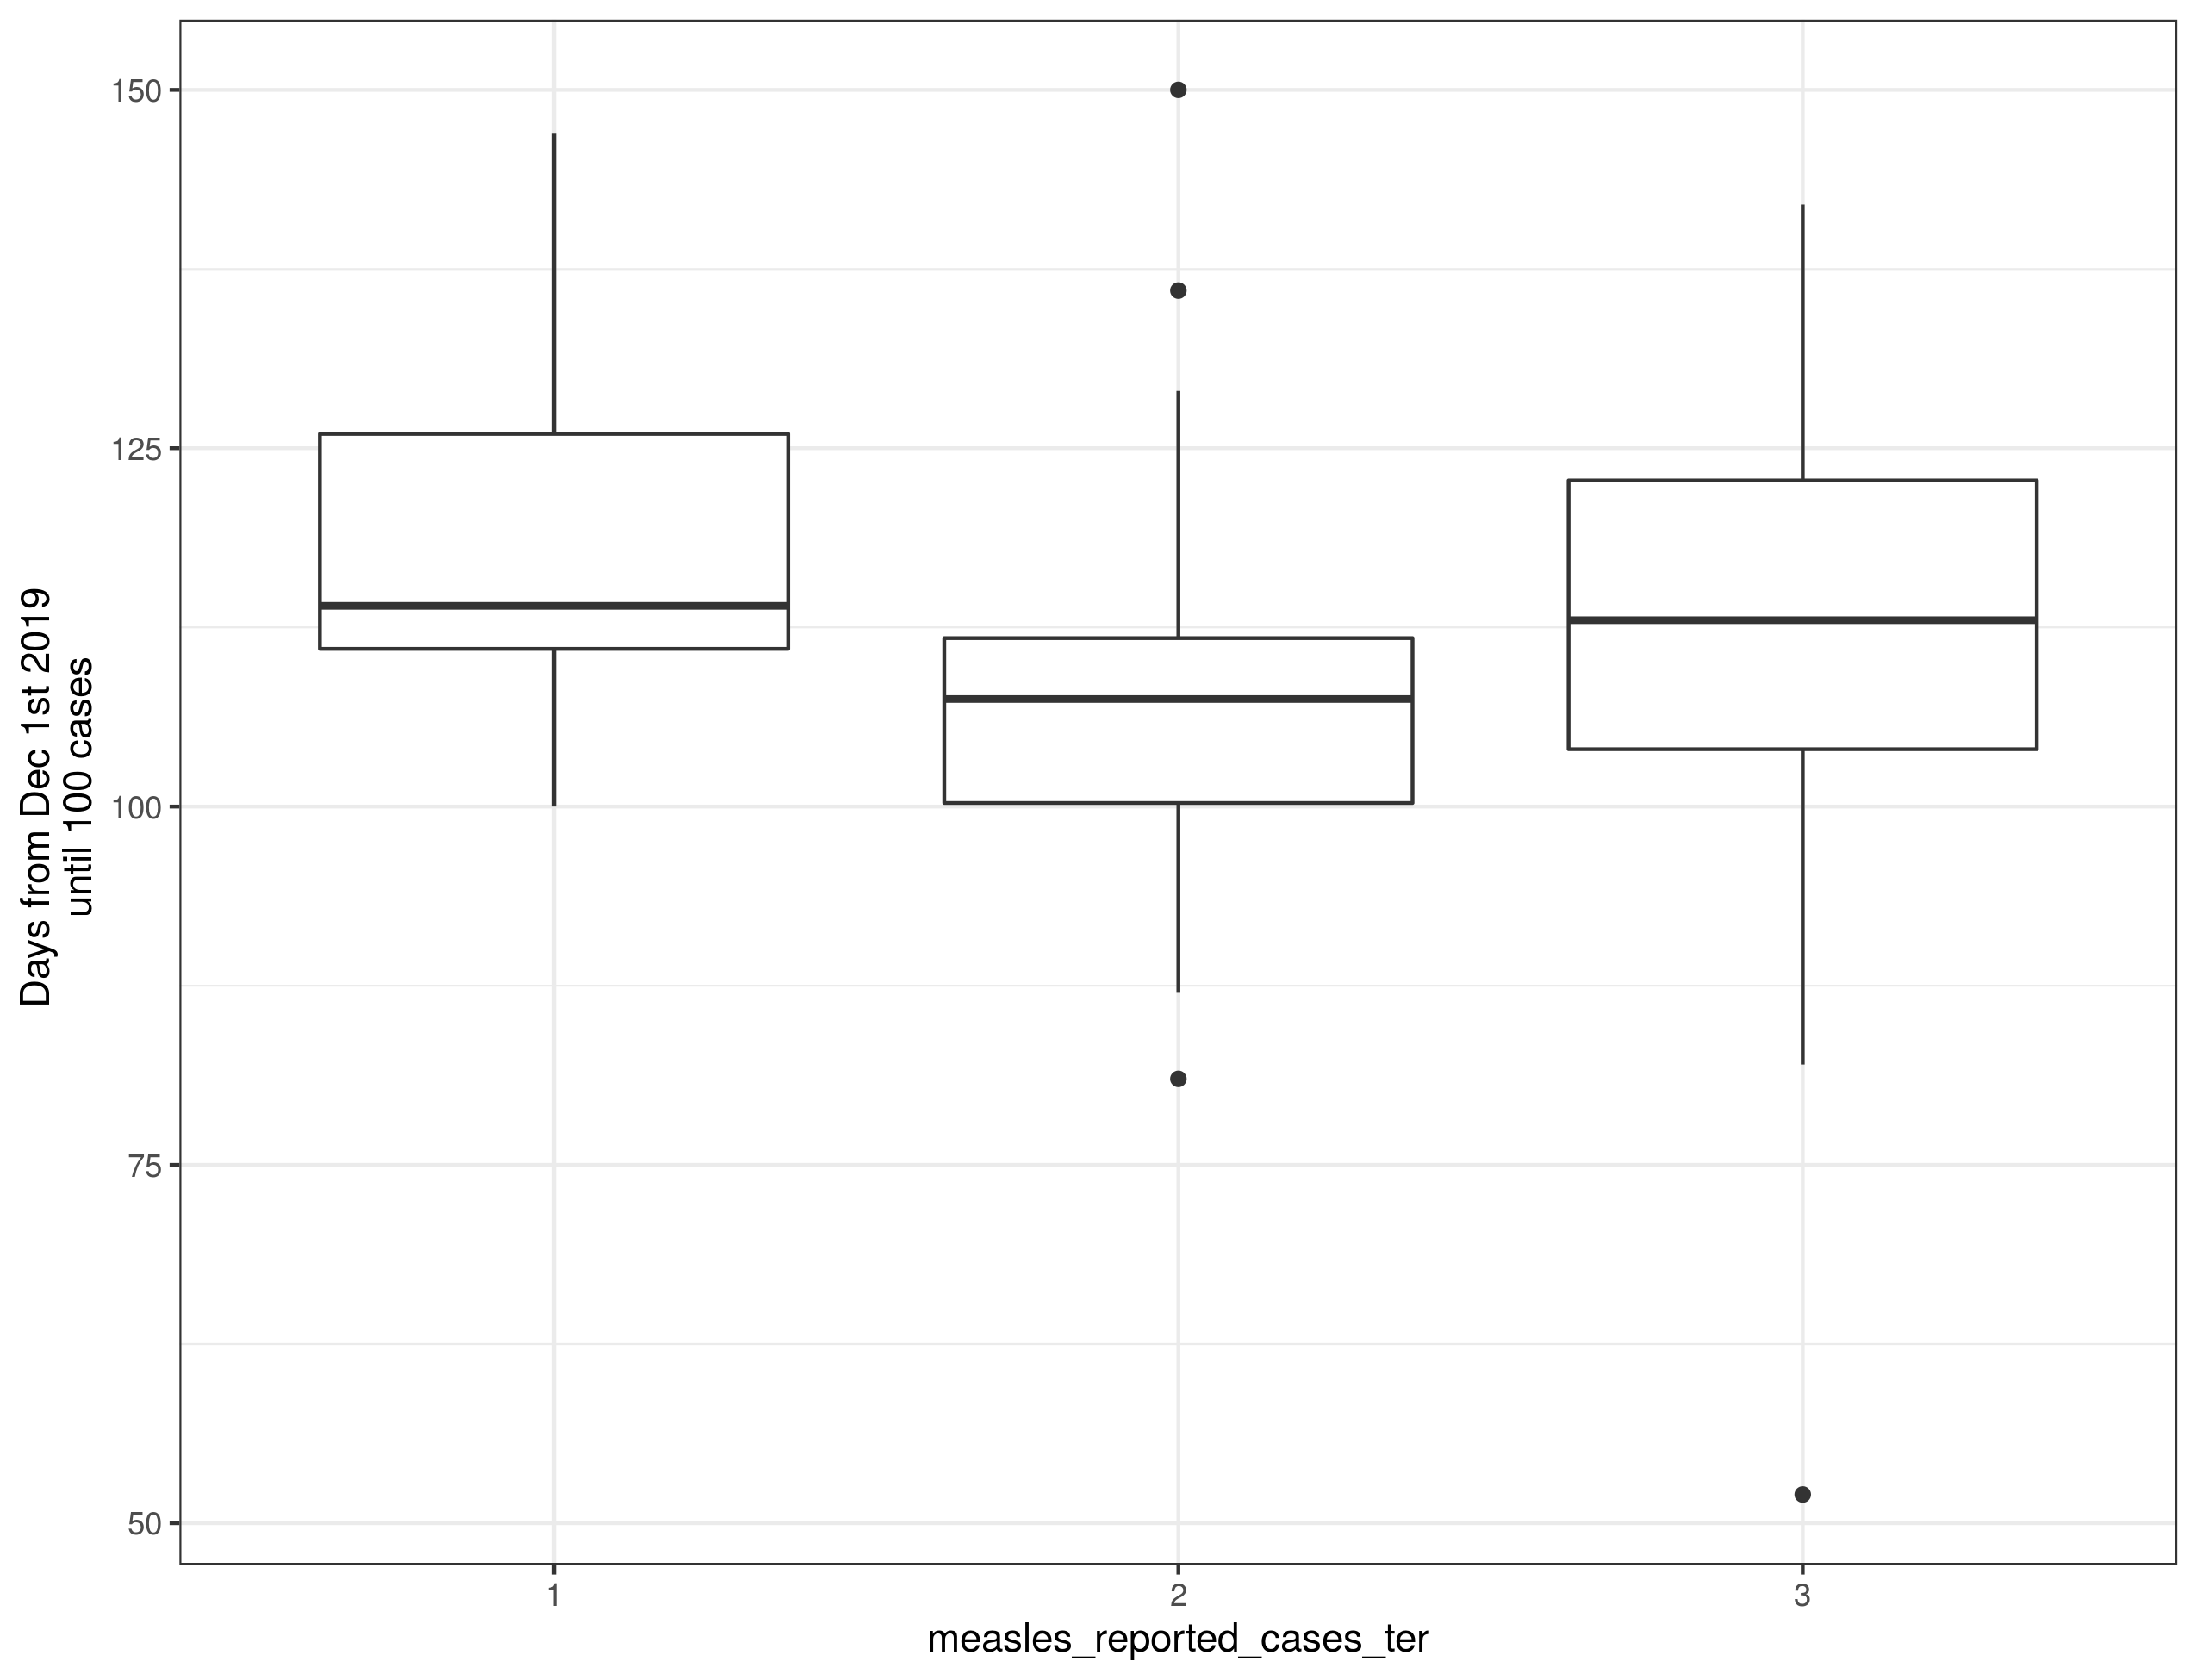 Days from Dec 1st 2019
until 100 cases
150
125
100
75
50
1
2
3
measles_reported_cases_ter